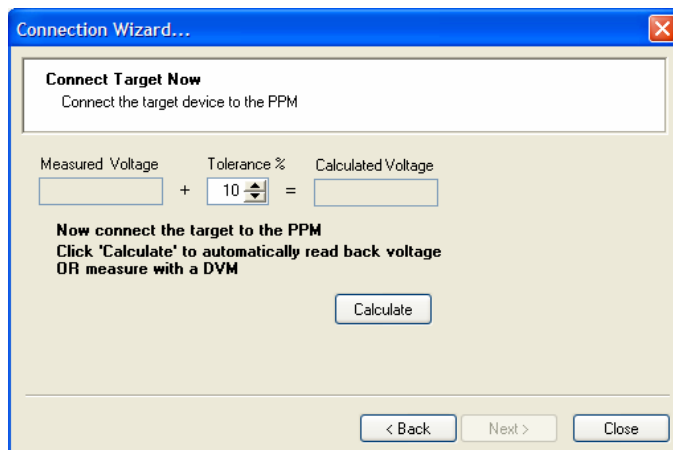 Connection Wizard...
Connect Target Now
Connect the target device to the PPM
Measured Voltage Tolerance % Calculated Voltage
+ 10 =
Now connect the target to the PPM
Click 'Calculate' to automatically read back voltage
OR measure with a DVM
Calculate
< Back Next > Close